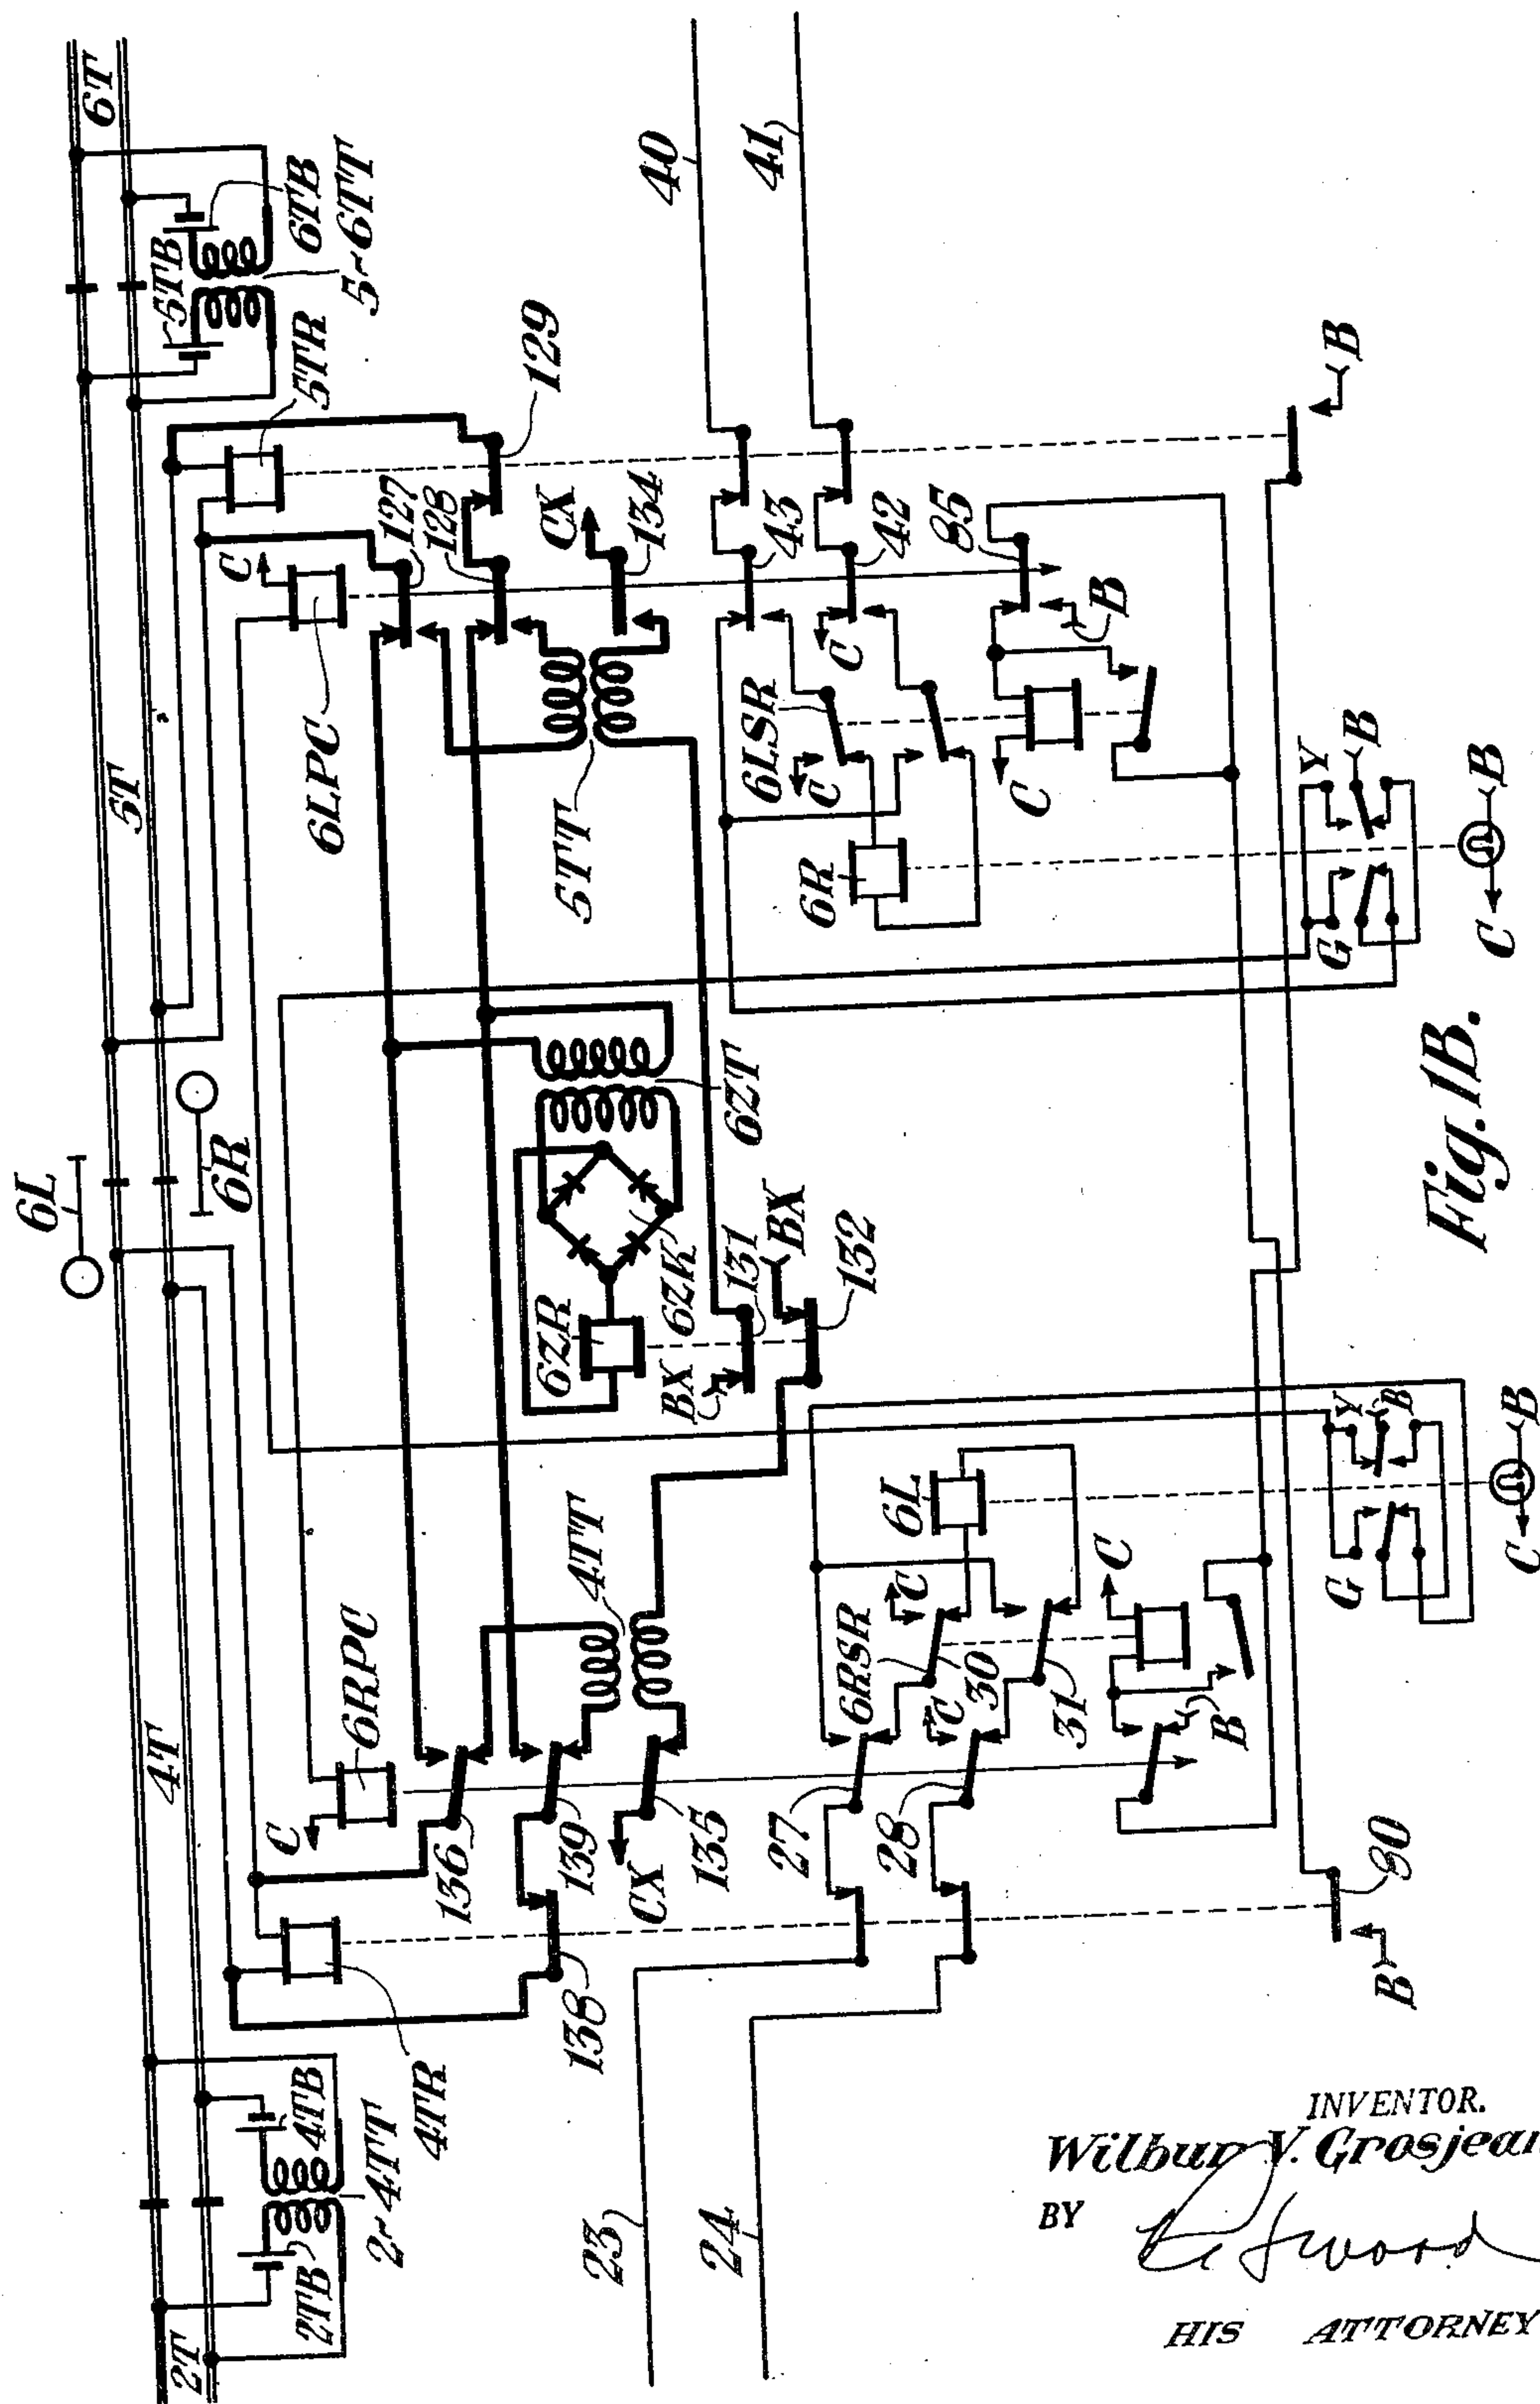 6L
6R
2T
4T
5T
6T
2TB
4TB
2~4TT
4TR
C
6RPC
6LPC
C
5TR
5TB
6TB
5~6TT
136
139
138
CX
135
4TT
6ZR
6ZK
6ZT
BX
131
BX
132
5TT
127
128
129
CX
134
23
24
27
28
6RSR
30
31
C
C
6L
C
B
80
B
G
Y
B
C
B
40
41
43
42
6LSR
C
C
6R
85
B
C
B
G
Y
B
C
B
Fig. 1B.
INVENTOR.
Wilbur V. Grosjean
BY
HIS ATTORNEY